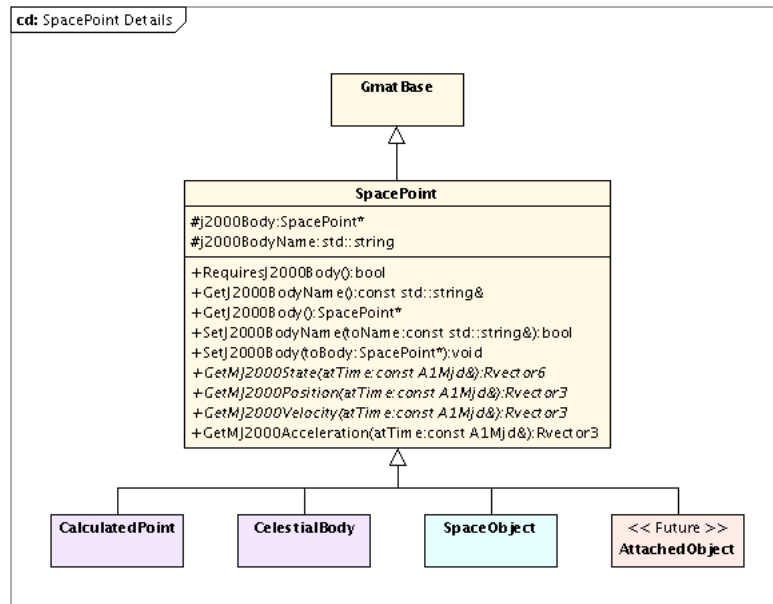 cd: SpacePoint Details
GmatBase
SpacePoint
#j2000Body:SpacePoint*
#j2000BodyName:std::string
+RequiresJ2000Body():bool
+GetJ2000BodyName():const std::string&
+GetJ2000Body():SpacePoint*
+SetJ2000BodyName(toName:const std::string&):bool
+SetJ2000Body(toBody:SpacePoint*):void
+GetMJ2000State(atTime:const A1Mjd&):Rvector6
+GetMJ2000Position(atTime:const A1Mjd&):Rvector3
+GetMJ2000Velocity(atTime:const A1Mjd&):Rvector3
+GetMJ2000Acceleration(atTime:const A1Mjd&):Rvector3
CalculatedPoint
CelestialBody
SpaceObject
<< Future >>
AttachedObject